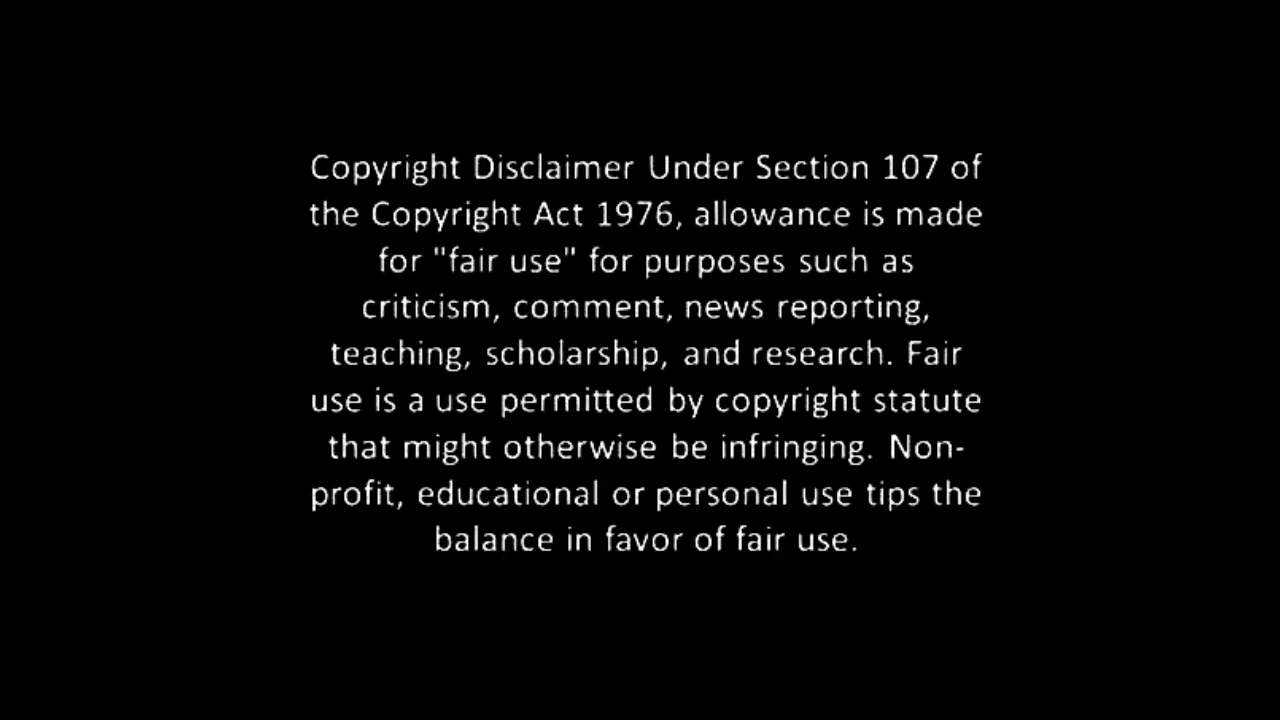 Copyright Disclaimer Under Section 107 of
the Copyright Act 1976, allowance is made
for "fair use" for purposes such as
criticism, comment, news reporting,
teaching, scholarship, and research. Fair
use is a use permitted by copyright statute
that might otherwise be infringing. Non-
profit, educational or personal use tips the
balance in favor of fair use.